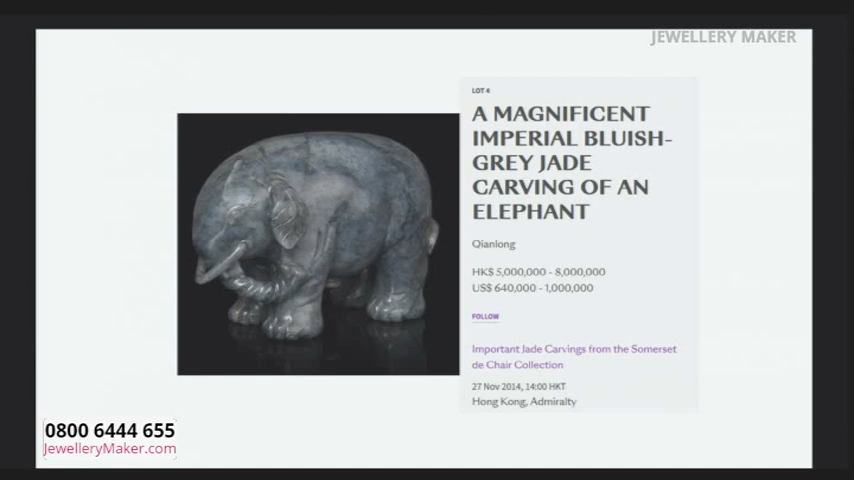 JEWELLERY MAKER
LOT 4
A MAGNIFICENT
IMPERIAL BLUISH-
GREY JADE
CARVING OF AN
ELEPHANT
Qianlong
HK$ 5,000,000 - 8,000,000
US$ 640,000 - 1,000,000
FOLLOW
Important Jade Carvings from the Somerset
de Chair Collection
27 Nov 2014, 14:00 HKT
Hong Kong, Admiralty
0800 6444 655
JewelleryMaker.com